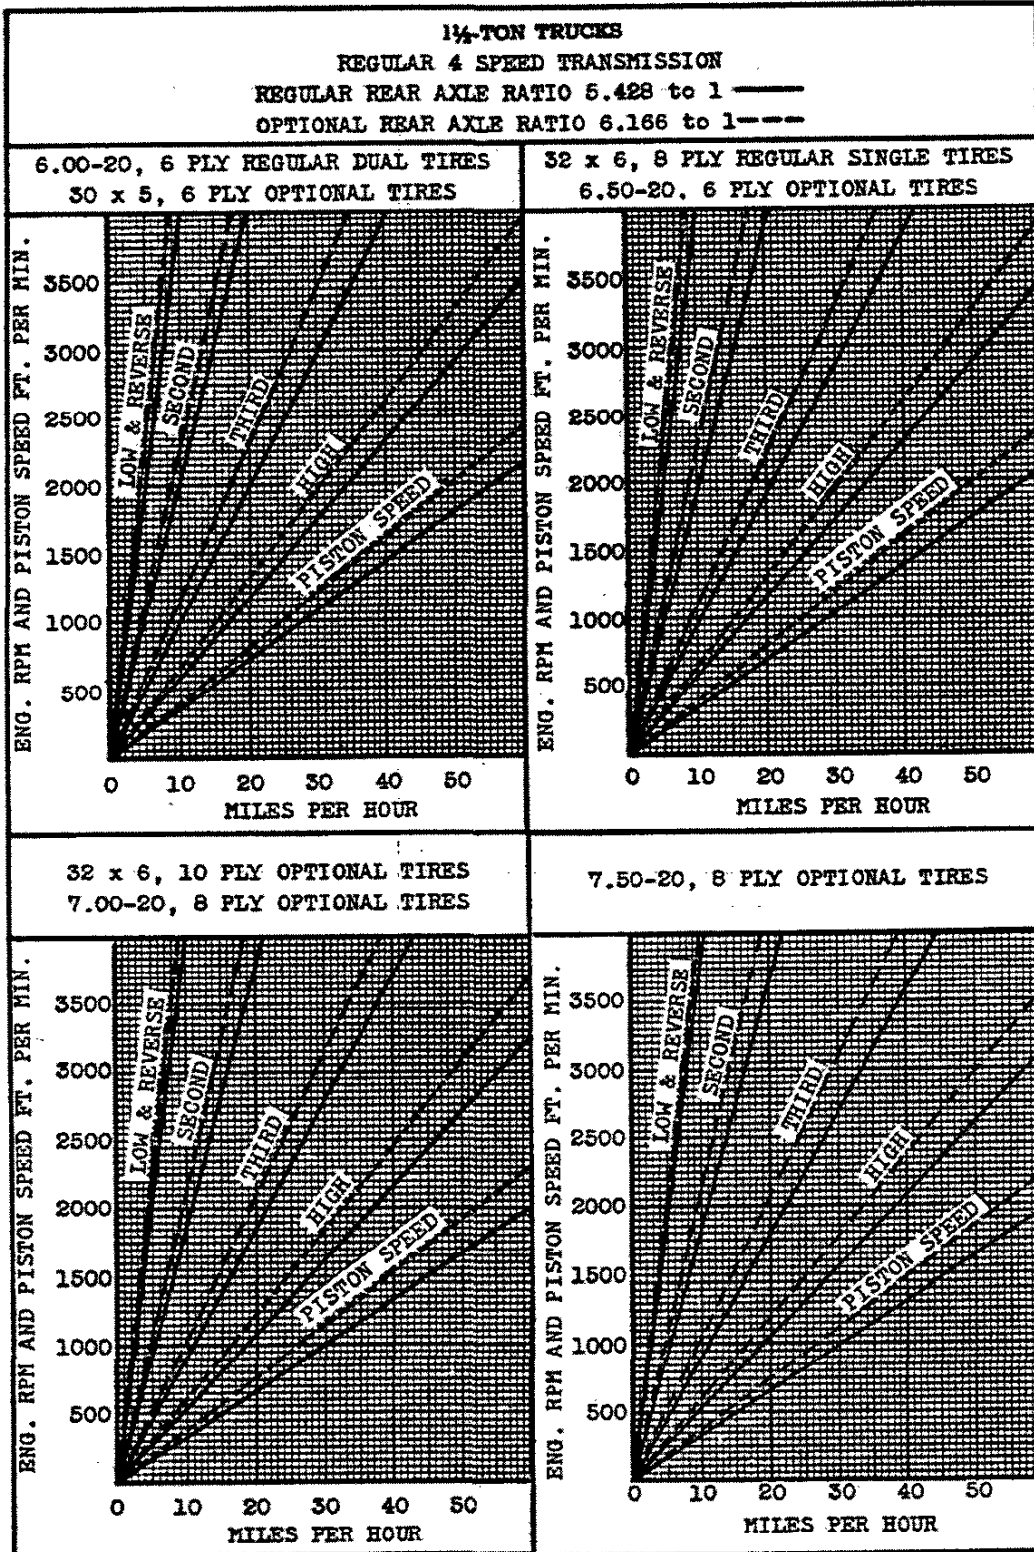 1½-TON TRUCKS
REGULAR 4 SPEED TRANSMISSION
REGULAR REAR AXLE RATIO 5.428 to 1
OPTIONAL REAR AXLE RATIO 6.166 to 1
6.00-20, 6 PLY REGULAR DUAL TIRES
30 x 5, 6 PLY OPTIONAL TIRES
ENG. RPM AND PISTON SPEED FT. PER MIN.
3500
3000
2500
2000
1500
1000
500
LOW & REVERSE
SECOND
THIRD
HIGH
PISTON SPEED
0 10 20 30 40 50
MILES PER HOUR
32 x 6, 8 PLY REGULAR SINGLE TIRES
6.50-20. 6 PLY OPTIONAL TIRES
ENG. RPM AND PISTON SPEED FT. PER MIN.
3500
3000
2500
2000
1500
1000
500
LOW & REVERSE
SECOND
THIRD
HIGH
PISTON SPEED
0 10 20 30 40 50
MILES PER HOUR
32 x 6, 10 PLY OPTIONAL TIRES
7.00-20, 8 PLY OPTIONAL TIRES
ENG. RPM AND PISTON SPEED FT. PER MIN.
3500
3000
2500
2000
1500
1000
500
LOW & REVERSE
SECOND
THIRD
HIGH
PISTON SPEED
0 10 20 30 40 50
MILES PER HOUR
7.50-20, 8 PLY OPTIONAL TIRES
ENG. RPM AND PISTON SPEED FT. PER MIN.
3500
3000
2500
2000
1500
1000
500
LOW & REVERSE
SECOND
THIRD
HIGH
PISTON SPEED
0 10 20 30 40 50
MILES PER HOUR